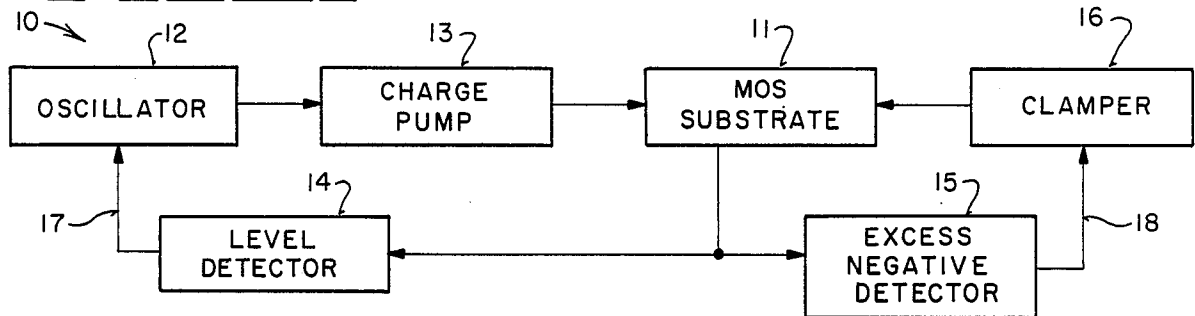 10
12
13
11
16
OSCILLATOR
CHARGE
PUMP
MOS
SUBSTRATE
CLAMPER
17
14
15
18
LEVEL
DETECTOR
EXCESS
NEGATIVE
DETECTOR